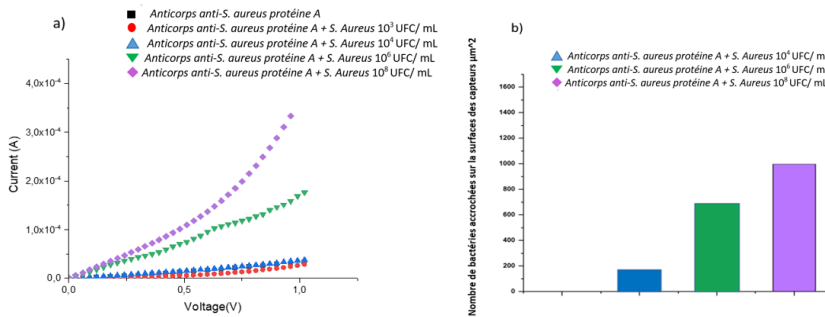 a)
Anticorps anti-S. aureus protéine A
Anticorps anti-S. aureus protéine A + S. Aureus 10³ UFC/ mL
Anticorps anti-S. aureus protéine A + S. Aureus 10⁴ UFC/ mL
Anticorps anti-S. aureus protéine A + S. Aureus 10⁶ UFC/ mL
Anticorps anti-S. aureus protéine A + S. Aureus 10⁸ UFC/ mL
4,0x10⁻⁴
3,0x10⁻⁴
2,0x10⁻⁴
1,0x10⁻⁴
0,0
Current (A)
0,0
0,5
1,0
Voltage(V)
b)
Anticorps anti-S. aureus protéine A + S. Aureus 10⁴ UFC/ m
Anticorps anti-S. aureus protéine A + S. Aureus 10⁶ UFC/ m
Anticorps anti-S. aureus protéine A + S. Aureus 10⁸ UFC/ mL
Nombre de bactéries accrochées sur la surfaces des capteurs µm^2
1600
1400
1200
1000
800
600
400
200
0